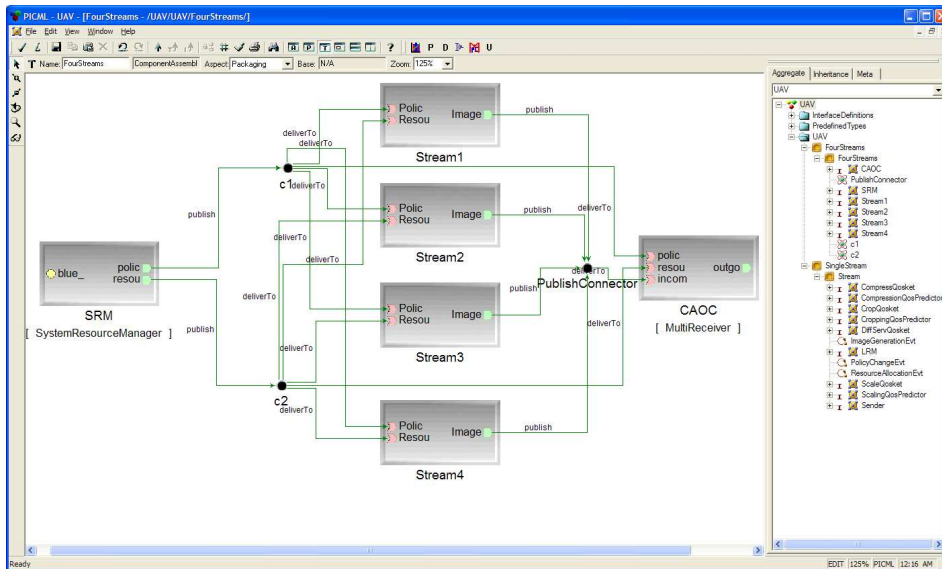 PICML - UAV - [FourStreams - /UAV/UAV/FourStreams/]
File Edit View Window Help
P D U
Name: FourStreams ComponentAssembl Aspect: Packaging Base: N/A Zoom: 125%
Aggregate Inheritance Meta
UAV
UAV
InterfaceDefinitions
PredefinedTypes
UAV
FourStreams
FourStreams
CAOC
PublishConnector
SRM
Stream1
Stream2
Stream3
Stream4
c1
c2
SingleStream
Stream
CompressQosket
CompressionQosPredictor
CropQosket
CroppingQosPredictor
DiffServQosket
ImageGenerationEvt
LRM
PolicyChangeEvt
ResourceAllocationEvt
ScaleQosket
ScalingQosPredictor
Sender
Polic
Resou
Image
Stream1
publish
deliverTo
deliverTo
c1
deliverTo
publish
Polic
Resou
Image
Stream2
publish
deliverTo
deliverTo
deliverTo
blue_
polic
resou
SRM
[ SystemResourceManager ]
publish
Polic
Resou
Image
Stream3
publish
deliverTo
PublishConnector
deliverTo
deliverTo
polic
resou
incom
outgo
CAOC
[ MultiReceiver ]
deliverTo
c2
deliverTo
Polic
Resou
Image
Stream4
publish
Ready
EDIT 125% PICML 12:16 AM